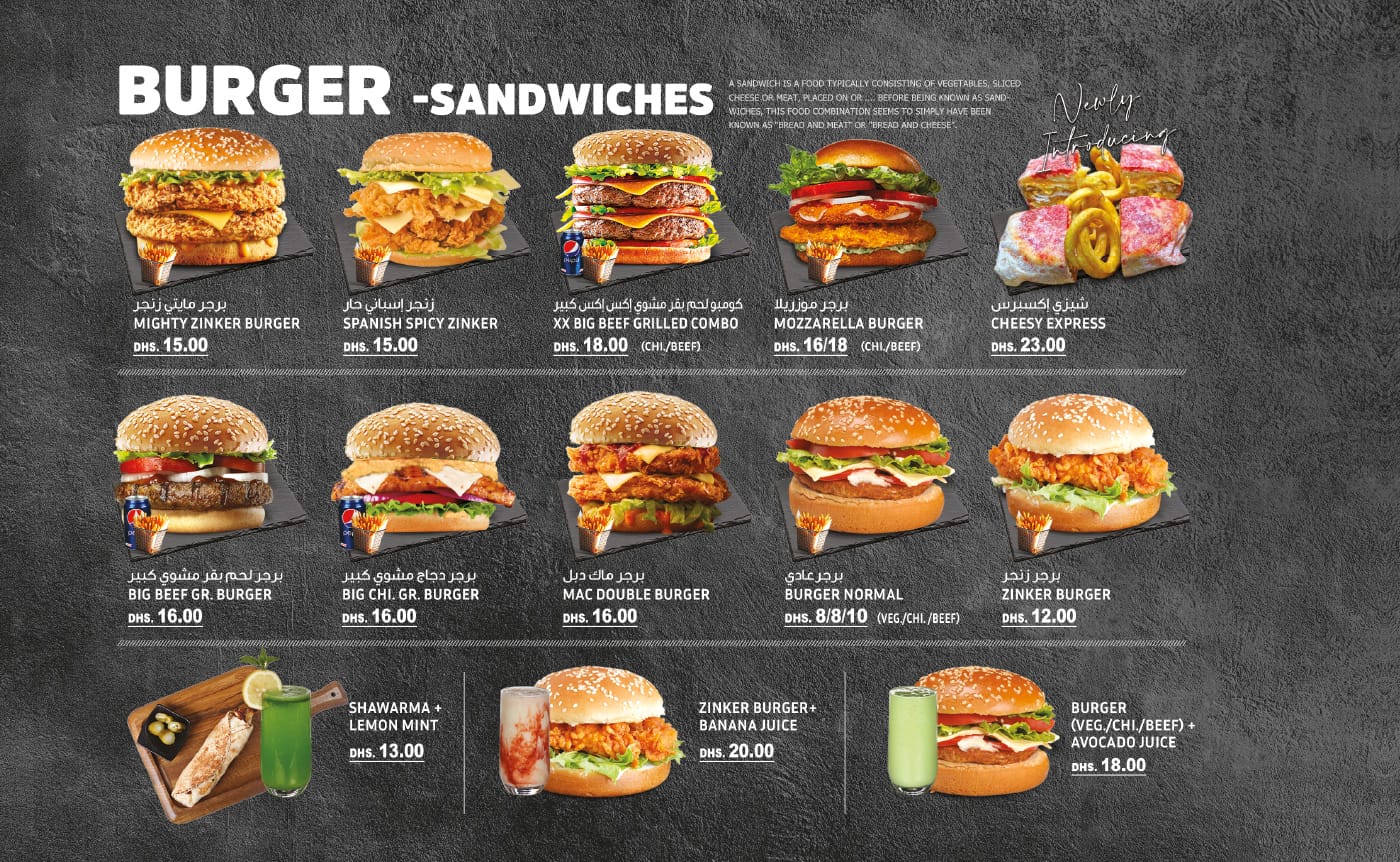 BURGER -SANDWICHES
A SANDWICH IS A FOOD TYPICALLY CONSISTING OF VEGETABLES, SLICED
CHEESE OR MEAT, PLACED ON OR .... BEFORE BEING KNOWN AS SAND-
WICHES, THIS FOOD COMBINATION SEEMS TO SIMPLY HAVE BEEN
KNOWN AS "BREAD AND MEAT" OR "BREAD AND CHEESE".
Newly
Introducing
برجر مايتي زنجر
MIGHTY ZINKER BURGER
DHS. 15.00
زنجر إسباني حار
SPANISH SPICY ZINKER
DHS. 15.00
pepsi
كومبو لحم بقر مشوي إكس إكس كبير
XX BIG BEEF GRILLED COMBO
DHS. 18.00 (CHI./BEEF)
برجر موزريلا
MOZZARELLA BURGER
DHS. 16/18 (CHI./BEEF)
شيزي إكسبرس
CHEESY EXPRESS
DHS. 23.00
برجر لحم بقر مشوي كبير
BIG BEEF GR. BURGER
DHS. 16.00
برجر دجاج مشوي كبير
BIG CHI. GR. BURGER
DHS. 16.00
برجر ماك دبل
MAC DOUBLE BURGER
DHS. 16.00
برجر عادي
BURGER NORMAL
DHS. 8/8/10 (VEG./CHI./BEEF)
برجر زنجر
ZINKER BURGER
DHS. 12.00
SHAWARMA +
LEMON MINT
DHS. 13.00
ZINKER BURGER+
BANANA JUICE
DHS. 20.00
BURGER
(VEG./CHI./BEEF) +
AVOCADO JUICE
DHS. 18.00